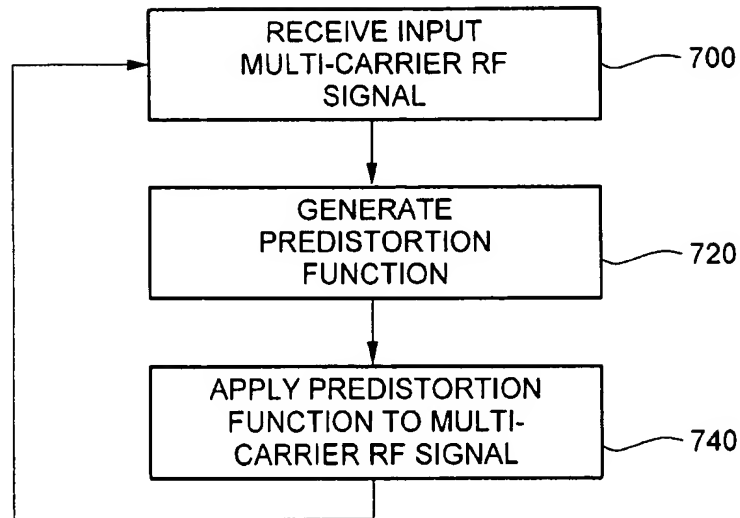 RECEIVE INPUT
MULTI-CARRIER RF
SIGNAL
700
GENERATE
PREDISTORTION
FUNCTION
720
APPLY PREDISTORTION
FUNCTION TO MULTI-
CARRIER RF SIGNAL
740